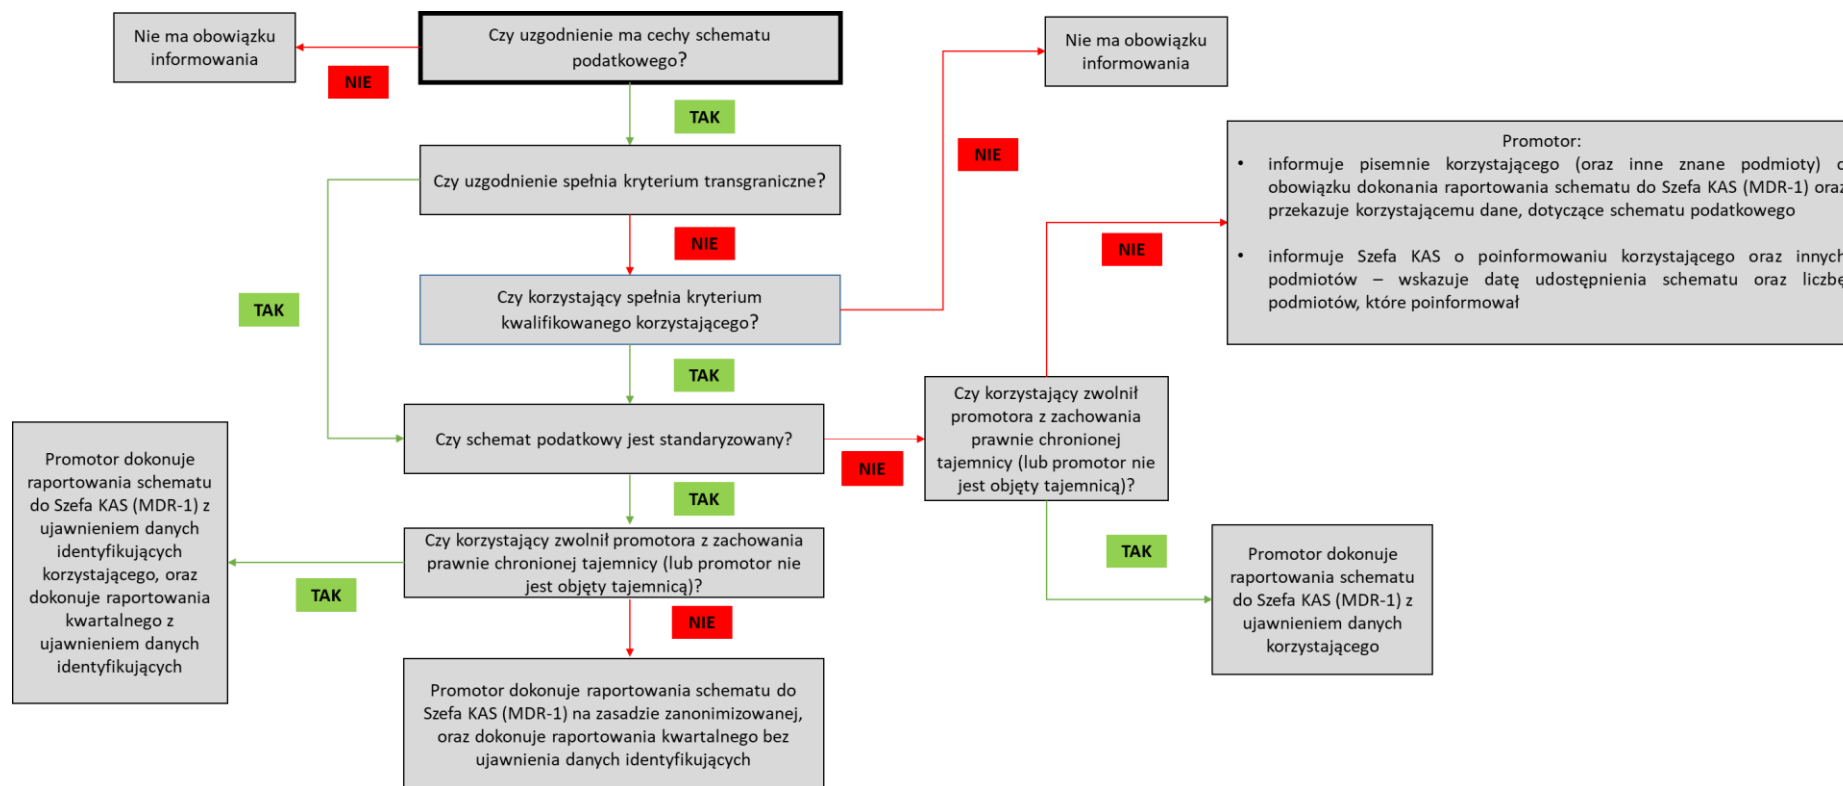 Nie ma obowiązku
informowania
NIE
Czy uzgodnienie ma cechy schematu
podatkowego?
TAK
Nie ma obowiązku
informowania
NIE
Czy uzgodnienie spełnia kryterium transgraniczne?
NIE
TAK
Czy korzystający spełnia kryterium
kwalifikowanego korzystającego?
TAK
Promotor:
• informuje pisemnie korzystającego (oraz inne znane podmioty) o
obowiązku dokonania raportowania schematu do Szefa KAS (MDR-1) oraz
przekazuje korzystającemu dane, dotyczące schematu podatkowego
• informuje Szefa KAS o poinformowaniu korzystającego oraz innych
podmiotów – wskazuje datę udostępnienia schematu oraz liczbę
podmiotów, które poinformował
NIE
Czy schemat podatkowy jest standaryzowany?
NIE
TAK
Czy korzystający zwolnił
promotora z zachowania
prawnie chronionej
tajemnicy (lub promotor nie
jest objęty tajemnicą)?
TAK
Promotor dokonuje
raportowania schematu
do Szefa KAS (MDR-1) z
ujawnieniem danych
korzystającego
Czy korzystający zwolnił promotora z zachowania
prawnie chronionej tajemnicy (lub promotor nie
jest objęty tajemnicą)?
TAK
NIE
Promotor dokonuje
raportowania schematu
do Szefa KAS (MDR-1) z
ujawnieniem danych
identyfikujących
korzystającego, oraz
dokonuje raportowania
kwartalnego z
ujawnieniem danych
identyfikujących
Promotor dokonuje raportowania schematu do
Szefa KAS (MDR-1) na zasadzie zanonimizowanej,
oraz dokonuje raportowania kwartalnego bez
ujawnienia danych identyfikujących